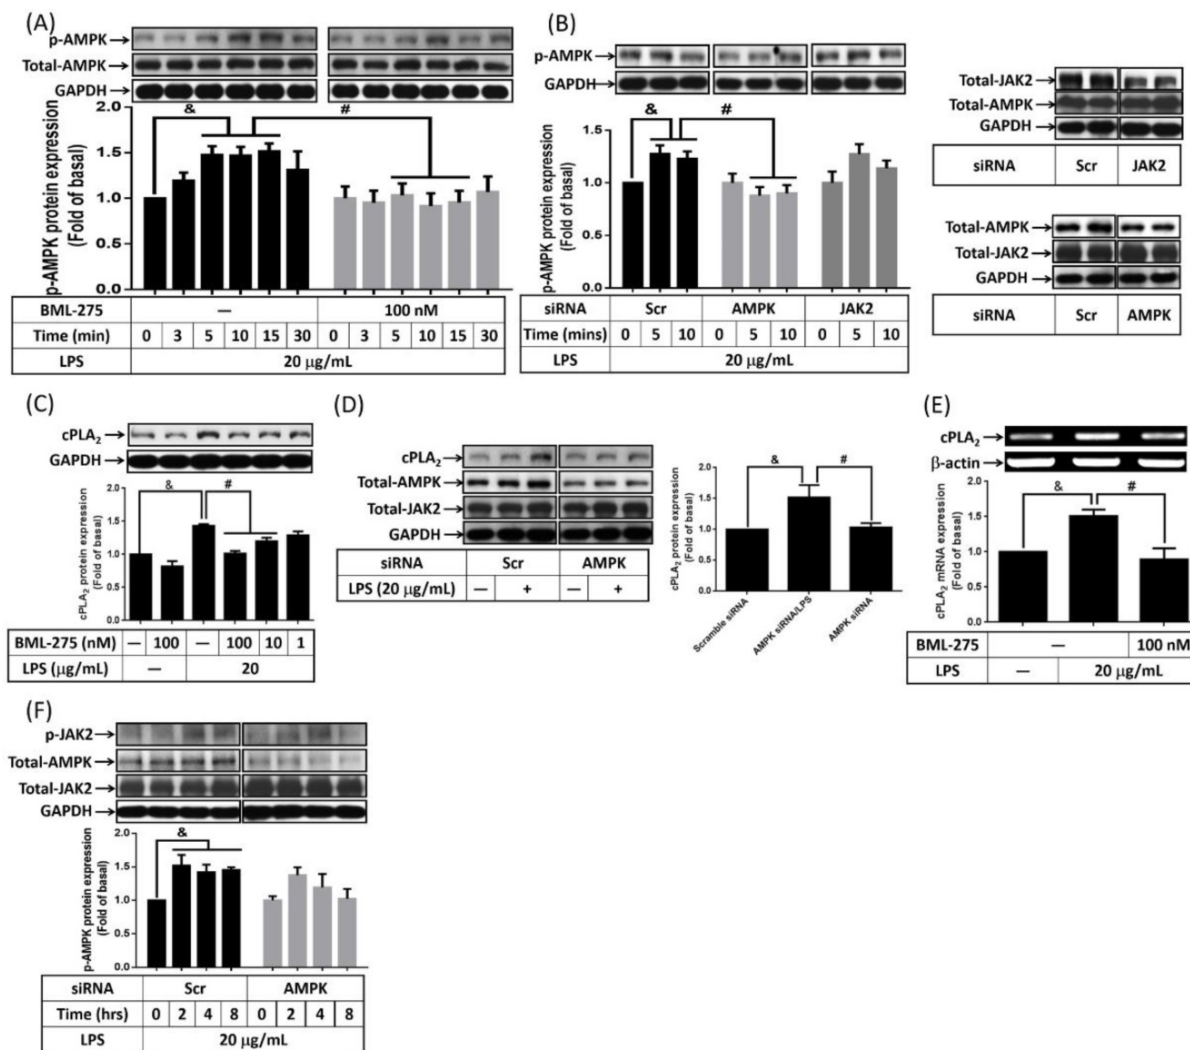 (A)
p-AMPK
Total-AMPK
GAPDH
2.0
1.5
1.0
0.5
0.0
& #
p-AMPK protein expression
(Fold of basal)
BML-275 — 100 nM
Time (min) 0 3 5 10 15 30 0 3 5 10 15 30
LPS 20 µg/mL
(B)
p-AMPK
GAPDH
1.5
1.0
0.5
0.0
& #
p-AMPK protein expression
(Fold of basal)
siRNA Scr AMPK JAK2
Time (mins) 0 5 10 0 5 10 0 5 10
LPS 20 µg/mL
Total-JAK2
Total-AMPK
GAPDH
siRNA Scr JAK2
Total-AMPK
Total-JAK2
GAPDH
siRNA Scr AMPK
(C)
cPLA₂
GAPDH
2.0
1.5
1.0
0.5
0.0
& #
cPLA₂ protein expression
(Fold of basal)
BML-275 (nM) — 100 — 100 10 1
LPS (µg/mL) — 20
(D)
cPLA₂
Total-AMPK
Total-JAK2
GAPDH
siRNA Scr AMPK
LPS (20 µg/mL) — + — +
2.0
1.5
1.0
0.5
0.0
& #
cPLA₂ protein expression
(Fold of basal)
Scramble siRNA
AMPK siRNA/LPS
AMPK siRNA
(E)
cPLA₂
β-actin
2.0
1.5
1.0
0.5
0.0
& #
cPLA₂ mRNA expression
(Fold of basal)
BML-275 — 100 nM
LPS — 20 µg/mL
(F)
p-JAK2
Total-AMPK
Total-JAK2
GAPDH
2.0
1.5
1.0
0.5
0.0
&
p-AMPK protein expression
(Fold of basal)
siRNA Scr AMPK
Time (hrs) 0 2 4 8 0 2 4 8
LPS 20 µg/mL